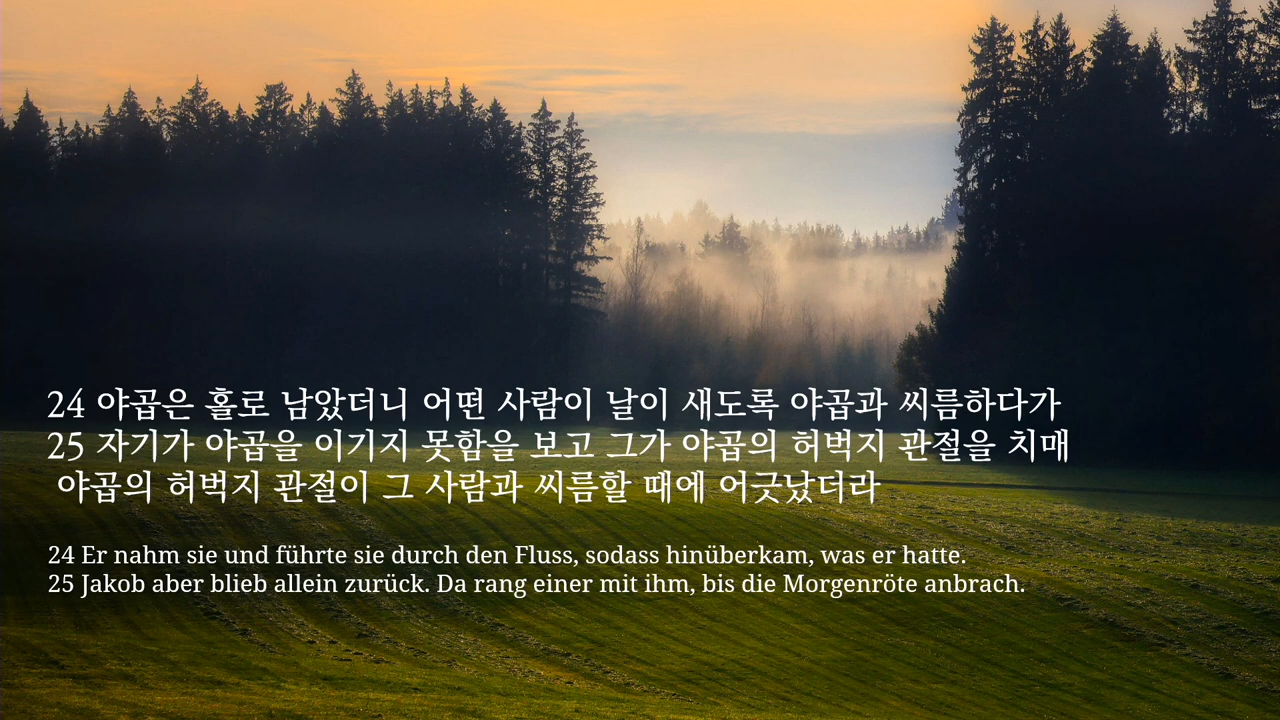 24 야곱은 홀로 남았더니 어떤 사람이 날이 새도록 야곱과 씨름하다가
25 자기가 야곱을 이기지 못함을 보고 그가 야곱의 허벅지 관절을 치매
야곱의 허벅지 관절이 그 사람과 씨름할 때에 어긋났더라
24 Er nahm sie und führte sie durch den Fluss, sodass hinüberkam, was er hatte.
25 Jakob aber blieb allein zurück. Da rang einer mit ihm, bis die Morgenröte anbrach.